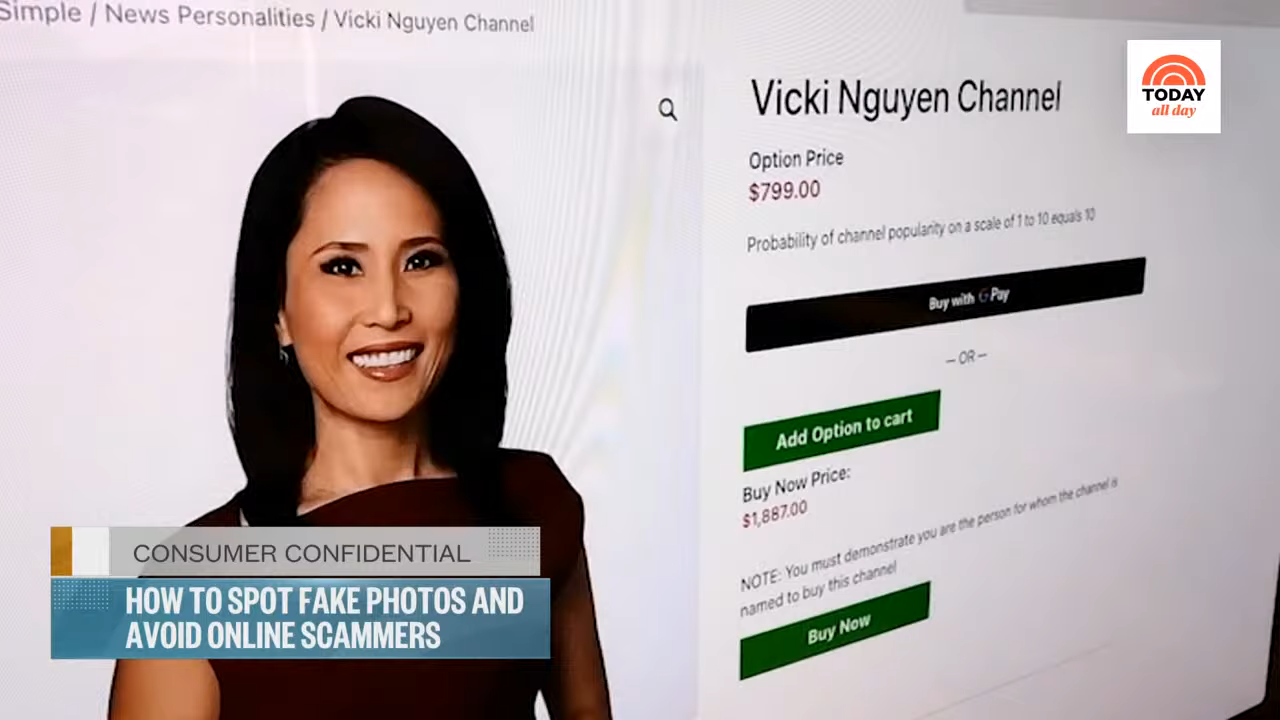 Simple / News Personalities / Vicki Nguyen Channel
TODAY
all day
Vicki Nguyen Channel
Option Price
$799.00
Probability of channel popularity on a scale of 1 to 10 equals 10
Buy with G Pay
– OR –
Add Option to cart
Buy Now Price:
$1,887.00
NOTE: You must demonstrate you are the person for whom the channel is
named to buy this channel
Buy Now
CONSUMER CONFIDENTIAL
HOW TO SPOT FAKE PHOTOS AND
AVOID ONLINE SCAMMERS